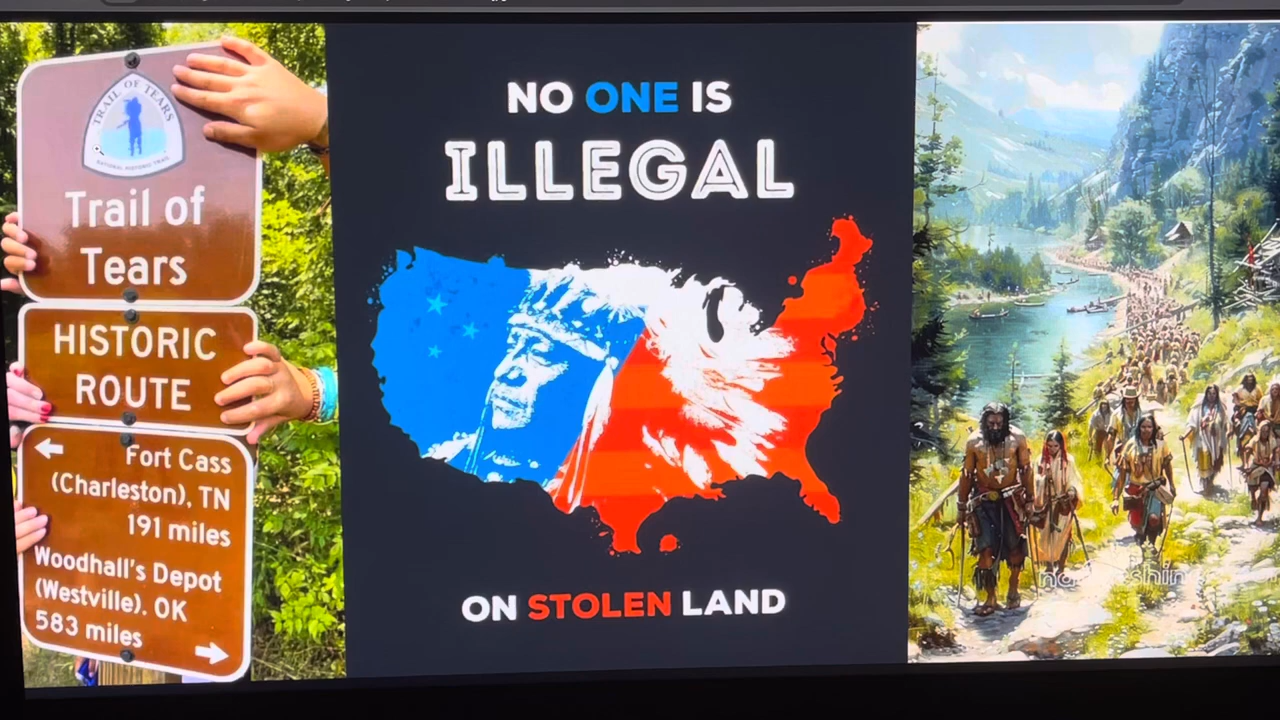 TRAIL OF TEARS
NATIONAL HISTORIC TRAIL
Trail of
Tears
HISTORIC
ROUTE
Fort Cass
(Charleston), TN
191 miles
Woodhall's Depot
(Westville), OK
583 miles
NO ONE IS
ILLEGAL
ON STOLEN LAND